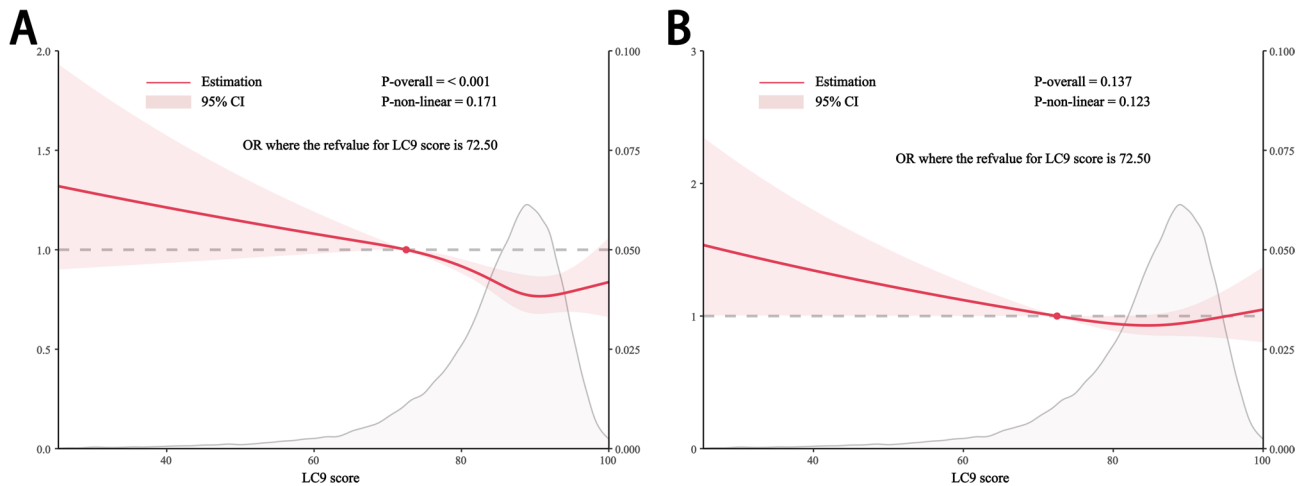 A
2.0
0.100
Estimation
P-overall = < 0.001
95% CI
P-non-linear = 0.171
OR where the refvalue for LC9 score is 72.50
1.5
0.075
1.0
0.050
0.5
0.025
0.0
0.000
40
60
80
100
LC9 score
B
3
0.100
Estimation
P-overall = 0.137
95% CI
P-non-linear = 0.123
OR where the refvalue for LC9 score is 72.50
0.075
2
0.050
1
0.025
0
0.000
40
60
80
100
LC9 score